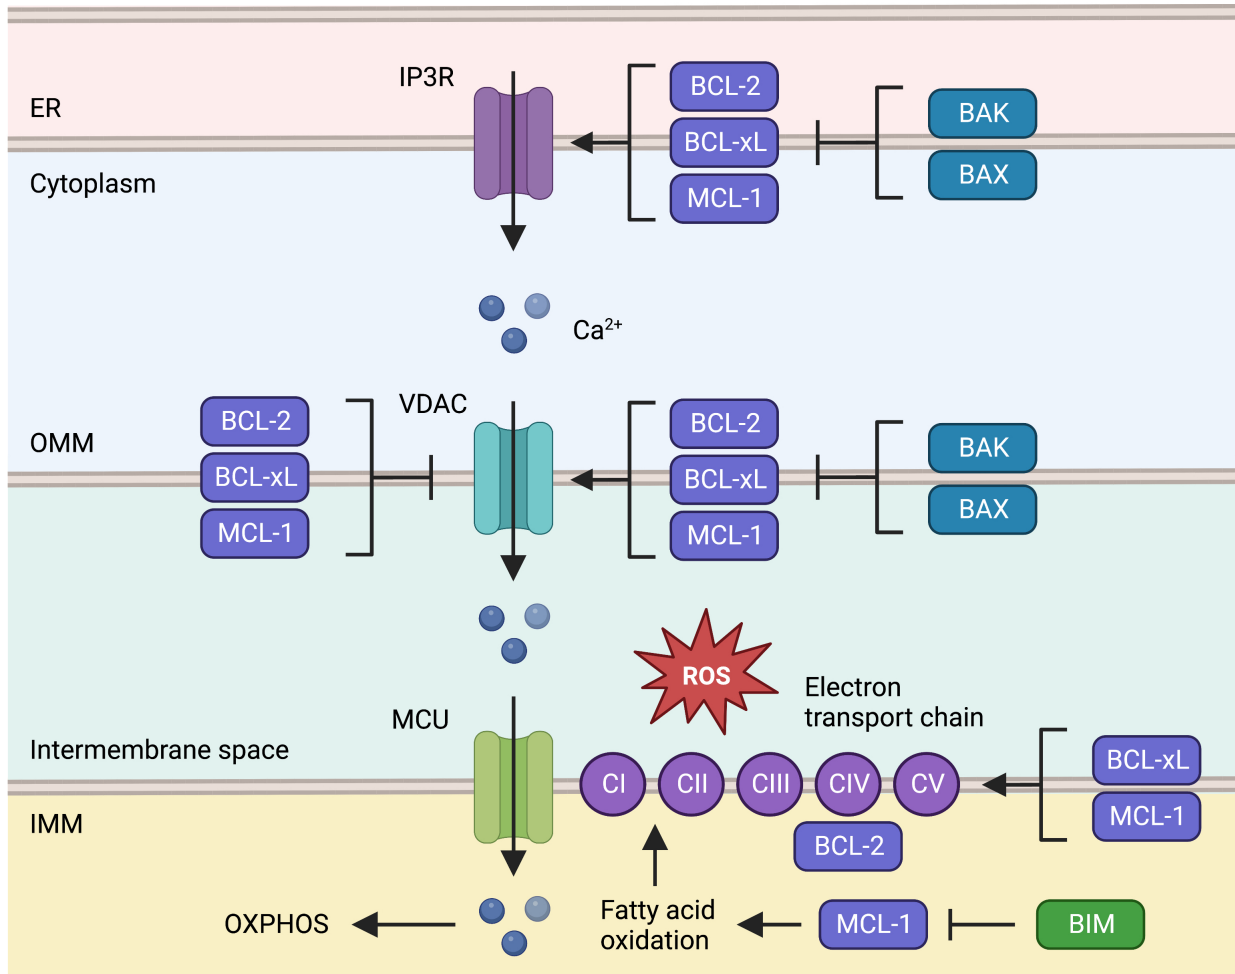 IP3R
BCL-2
BCL-xL
MCL-1
BAK
BAX
ER
Cytoplasm
Ca²⁺
VDAC
BCL-2
BCL-xL
MCL-1
OMM
BCL-2
BCL-xL
MCL-1
BAK
BAX
ROS
Electron
transport chain
MCU
Intermembrane space
CI
CII
CIII
CIV
CV
BCL-xL
MCL-1
IMM
BCL-2
OXPHOS
Fatty acid
oxidation
MCL-1
BIM